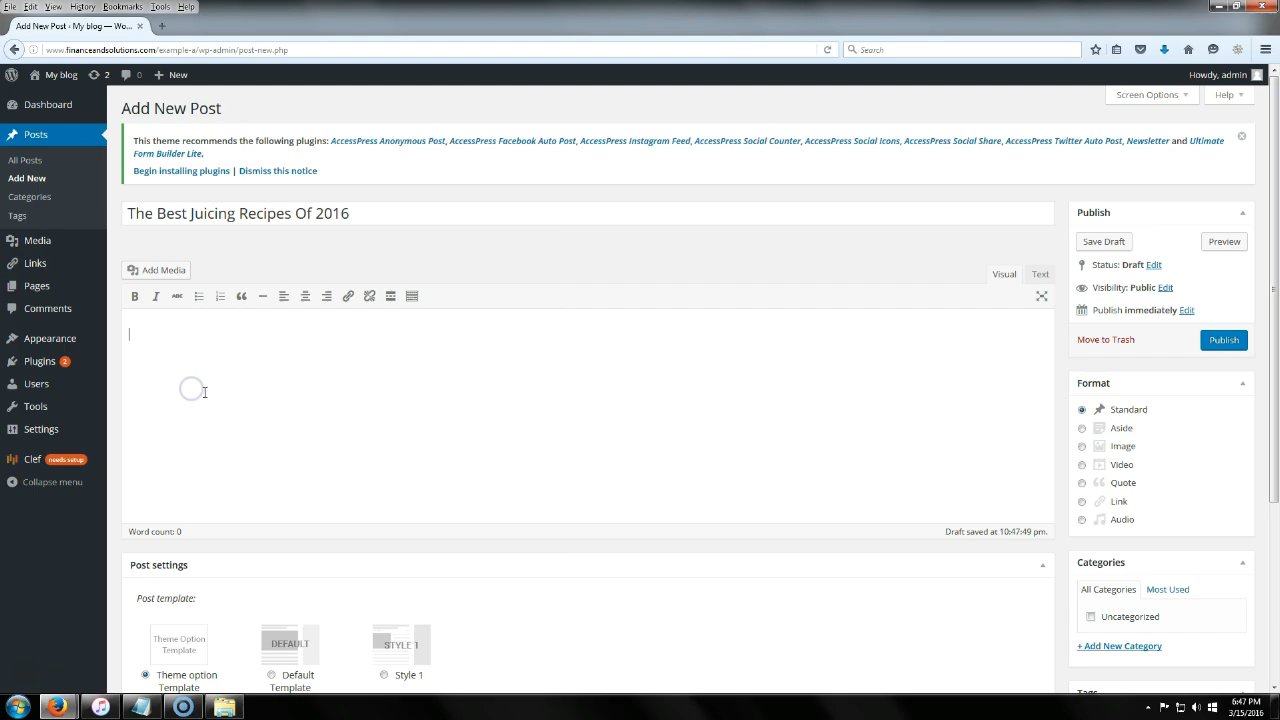 File Edit View History Bookmarks Tools Help
Add New Post ‹ My blog — Wo... × +
www.financeandsolutions.com/example-a/wp-admin/post-new.php
Search
My blog 2 0 + New
Howdy, admin
Dashboard
Posts
All Posts
Add New
Categories
Tags
Media
Links
Pages
Comments
Appearance
Plugins 2
Users
Tools
Settings
Clef needs setup
Collapse menu
Screen Options Help
Add New Post
This theme recommends the following plugins: AccessPress Anonymous Post, AccessPress Facebook Auto Post, AccessPress Instagram Feed, AccessPress Social Counter, AccessPress Social Icons, AccessPress Social Share, AccessPress Twitter Auto Post, Newsletter and Ultimate
Form Builder Lite.
Begin installing plugins | Dismiss this notice
The Best Juicing Recipes Of 2016
Add Media
Visual Text
B I ABC
Word count: 0
Draft saved at 10:47:49 pm.
Post settings
Post template:
Theme Option
Template
DEFAULT
STYLE 1
Theme option
Template
Default
Template
Style 1
Publish
Save Draft Preview
Status: Draft Edit
Visibility: Public Edit
Publish immediately Edit
Move to Trash Publish
Format
Standard
Aside
Image
Video
Quote
Link
Audio
Categories
All Categories Most Used
Uncategorized
+ Add New Category
Tags
6:47 PM
3/15/2016